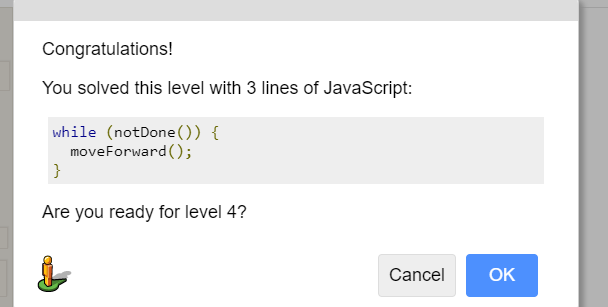 Congratulations!
You solved this level with 3 lines of JavaScript:
while (notDone()) {
  moveForward();
}
Are you ready for level 4?
Cancel
OK